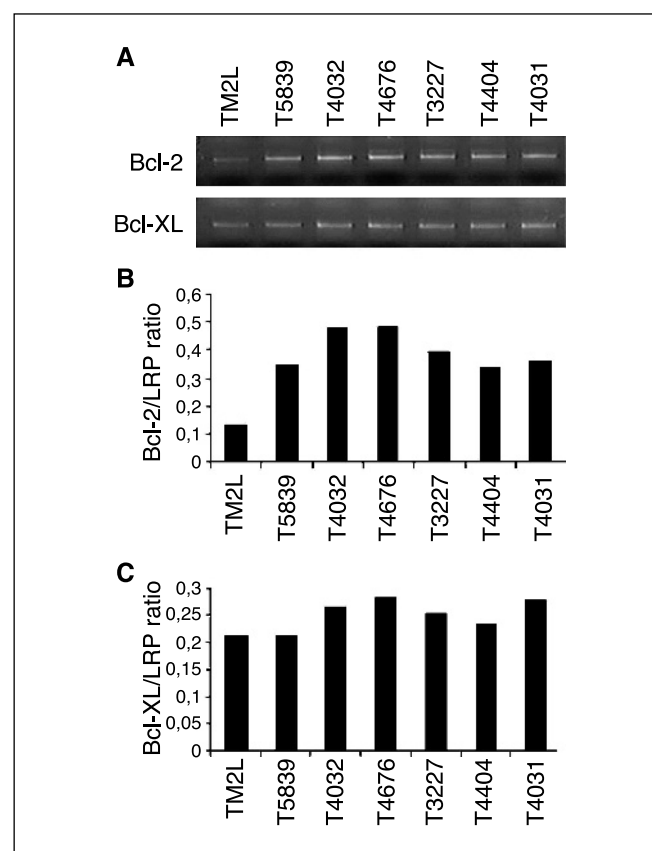 A
TM2L T5839 T4032 T4676 T3227 T4404 T4031
Bcl-2
Bcl-XL
B
Bcl-2/LRP ratio
0,6
0,5
0,4
0,3
0,2
0,1
0
TM2L T5839 T4032 T4676 T3227 T4404 T4031
C
Bcl-XL/LRP ratio
0,3
0,25
0,2
0,15
0,1
0,05
0
TM2L T5839 T4032 T4676 T3227 T4404 T4031